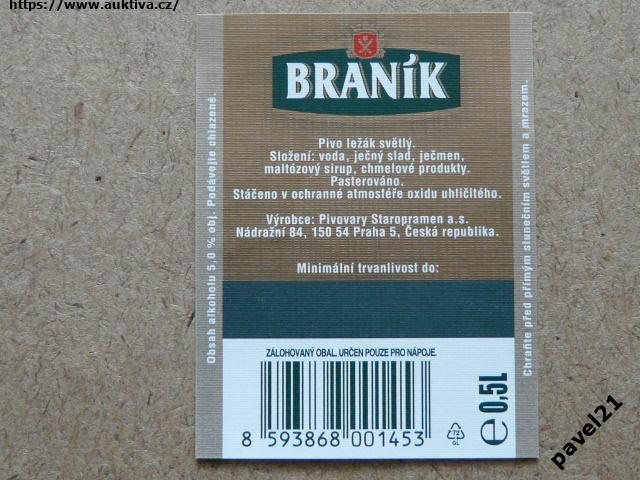 https://www.auktiva.cz/
BRANÍK
Pivo ležák světlý.
Složení: voda, ječný slad, ječmen,
maltózový sirup, chmelové produkty.
Pasterováno.
Stáčeno v ochranné atmosféře oxidu uhličitého.
Výrobce: Pivovary Staropramen a.s.
Nádražní 84, 150 54 Praha 5, Česká republika.
Minimální trvanlivost do:
Obsah alkoholu 5,0 % obj. Podávejte chlazené.
Chraňte před přímým slunečním světlem a mrazem.
ZÁLOHOVANÝ OBAL. URČEN POUZE PRO NÁPOJE.
8 593868 001453
72
GL
e 0,5L
pavel21